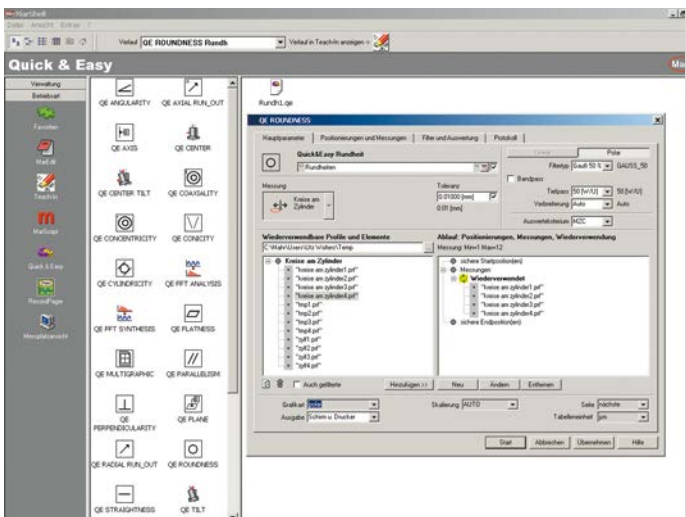 MarShell
Datei Ansicht Extras ?
Verlauf QE ROUNDNESS Rundh Verlauf in Teach-In anzeigen ->
Quick & Easy
Verwaltung
Betriebsart
Favoriten
MarEdit
Teach-In
MarScript
Quick & Easy
RecordPager
Messplatzansicht
QE ANGULARITY QE AXIAL RUN_OUT
QE AXIS QE CENTER
QE CENTER TILT QE COAXIALITY
QE CONCENTRICITY QE CONICITY
QE CYLINDRICITY QE FFT ANALYSIS
QE FFT SYNTHESIS QE FLATNESS
QE MULTIGRAPHIC QE PARALLELISM
QE PERPENDICULARITY QE PLANE
QE RADIAL RUN_OUT QE ROUNDNESS
QE STRAIGHTNESS QE TILT
Rundh1.qe
QE ROUNDNESS
Hauptparameter Positionierungen und Messungen Filter und Auswertung Protokoll
Quick&Easy Rundheit
Rundheiten
Linear Polar
Filtertyp Gauß 50 % GAUSS_50
Bandpass
Tiefpass 50 [W/U] 50 [W/U]
Verbreiterung Auto Auto
Auswertekriterium MZC
Messung
Kreise am Zylinder
Toleranz
0.01000 [mm]
0.01 [mm]
Wiederverwendbare Profile und Elemente
Kreise am Zylinder
"kreise am zylinder1.prf"
"kreise am zylinder2.prf"
"kreise am zylinder3.prf"
"kreise am zylinder4.prf"
"tmp1.prf"
"tmp2.prf"
"tmp3.prf"
"tmp4.prf"
"zyl1.prf"
"zyl2.prf"
"zyl3.prf"
"zyl4.prf"
Auch gefilterte Hinzufügen >>
Ablauf: Positionierungen, Messungen, Wiederverwendung
Messung: Min=1 Max=12
sichere Startposition(en)
Messungen
Wiederverwendet
"kreise am zylinder1.prf"
"kreise am zylinder2.prf"
"kreise am zylinder3.prf"
"kreise am zylinder4.prf"
sichere Endposition(en)
Neu Ändern Entfernen
Grafikart polar Skalierung AUTO Seite nächste
Ausgabe Schirm u. Drucker Tabelleneinheit µm
Start Abbrechen Übernehmen Hilfe